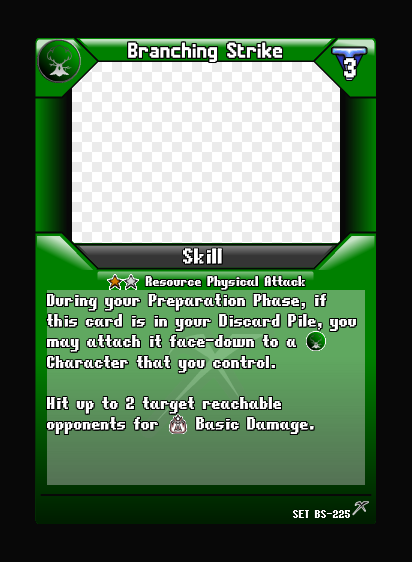 Branching Strike
3
Skill
Resource Physical Attack
During your Preparation Phase, if
this card is in your Discard Pile, you
may attach it face-down to a
Character that you control.
Hit up to 2 target reachable
opponents for Basic Damage.
SET BS-225